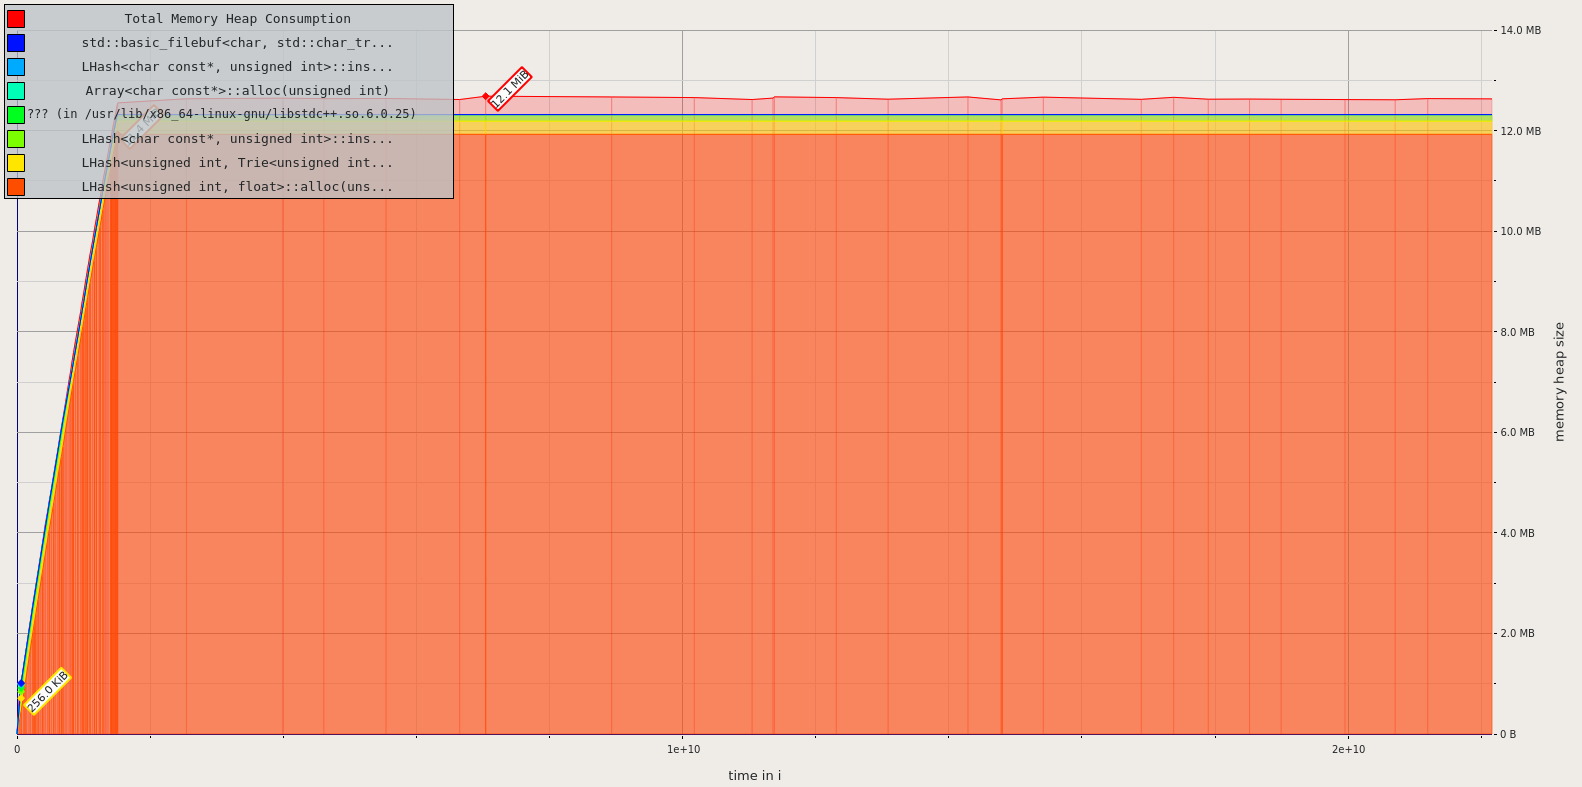 Total Memory Heap Consumption
std::basic_filebuf<char, std::char_tr...
LHash<char const*, unsigned int>::ins...
Array<char const*>::alloc(unsigned int)
??? (in /usr/lib/x86_64-linux-gnu/libstdc++.so.6.0.25)
LHash<char const*, unsigned int>::ins...
LHash<unsigned int, Trie<unsigned int...
LHash<unsigned int, float>::alloc(uns...
12.1 MiB
256.0 KiB
14.0 MB
12.0 MB
10.0 MB
8.0 MB
6.0 MB
4.0 MB
2.0 MB
0 B
memory heap size
0
1e+10
2e+10
time in i